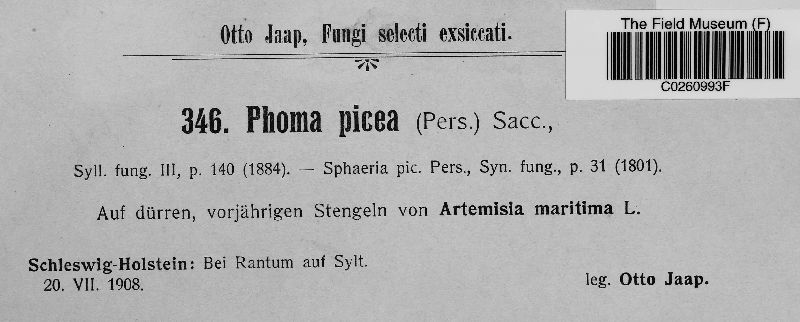 Otto Jaap, Fungi selecti exsiccati.
The Field Museum (F)
C0260993F
346. Phoma picea (Pers.) Sacc.,
Syll. fung. III, p. 140 (1884). — Sphaeria pic. Pers., Syn. fung., p. 31 (1801).
Auf dürren, vorjährigen Stengeln von Artemisia maritima L.
Schleswig-Holstein: Bei Rantum auf Sylt.
20. VII. 1908.
leg. Otto Jaap.